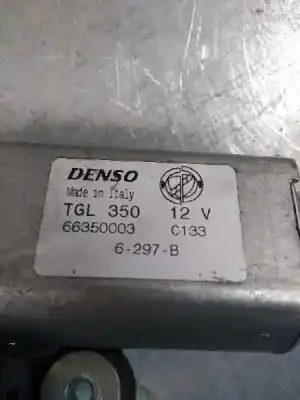 DENSO
Made in Italy
TGL 350 12 V
66350003 C133
6-297-B